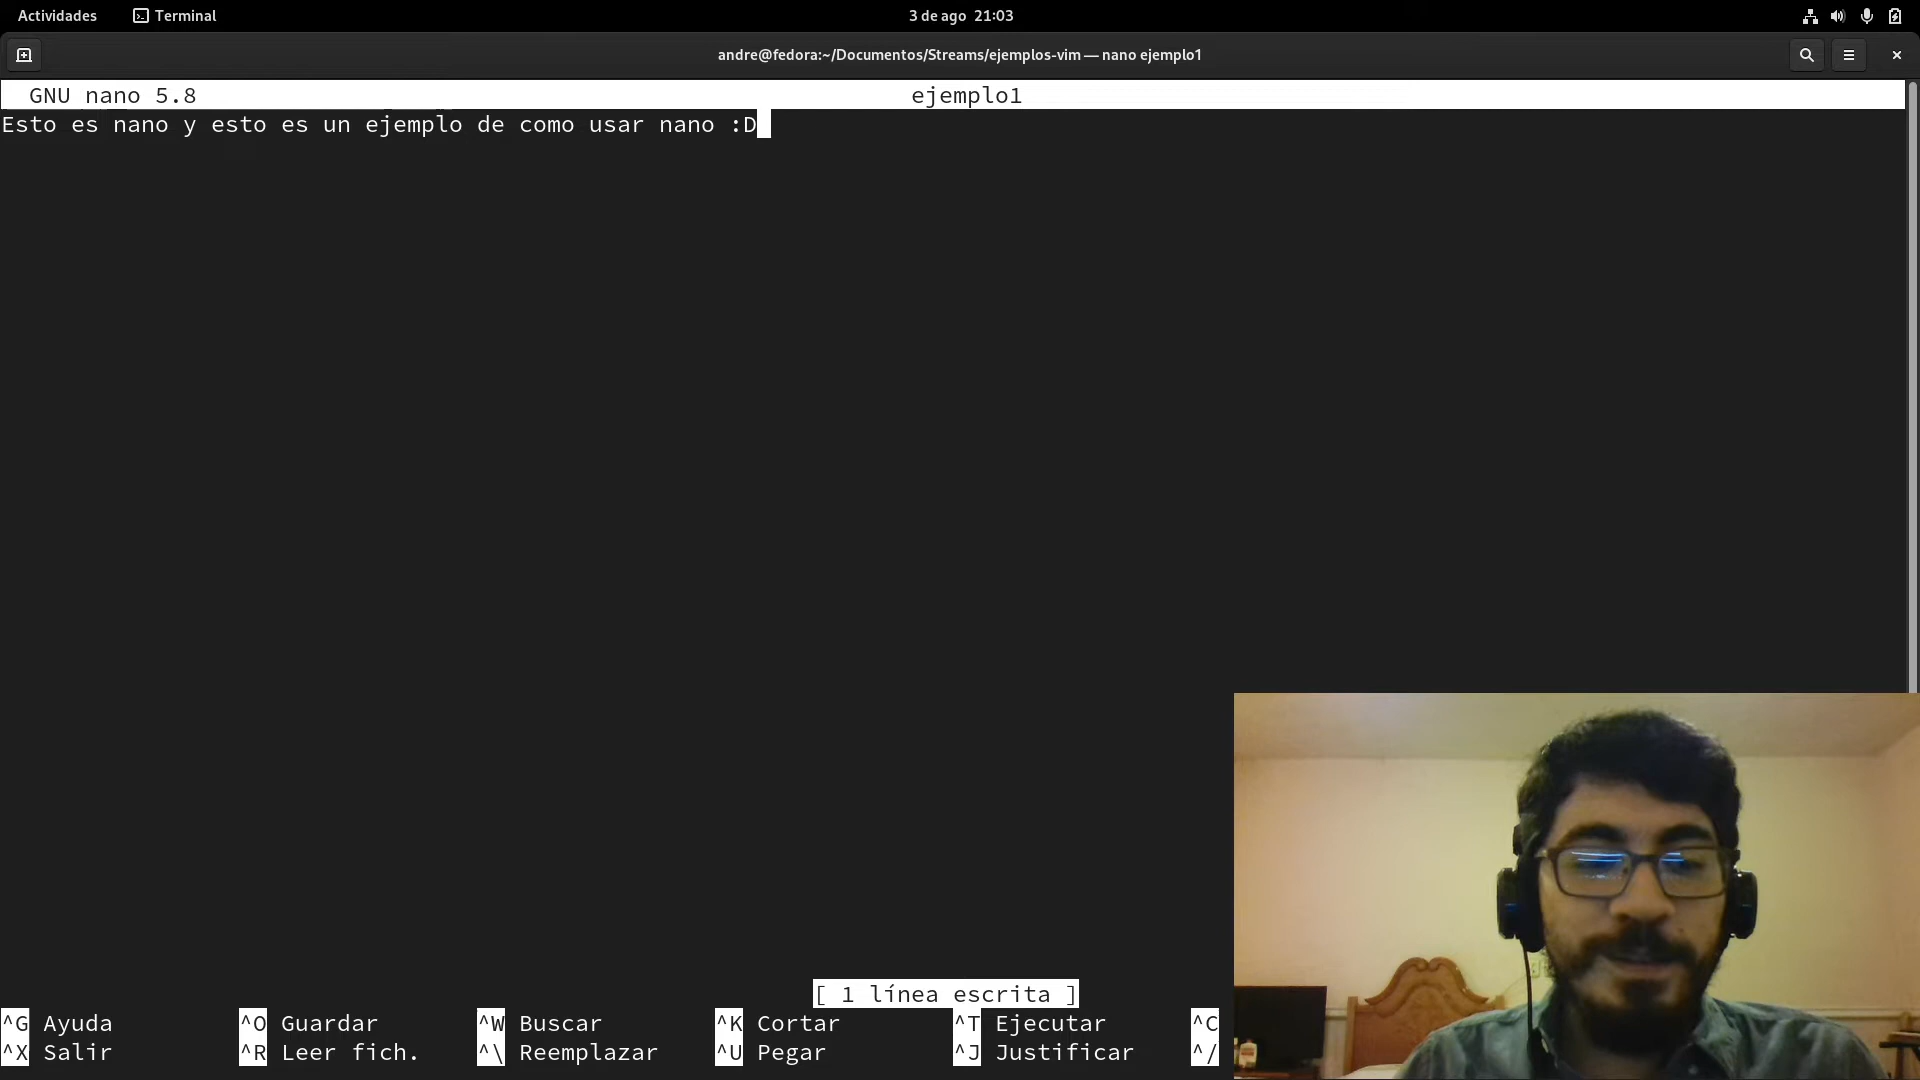 Actividades Terminal 3 de ago 21:03
andre@fedora:~/Documentos/Streams/ejemplos-vim — nano ejemplo1
GNU nano 5.8 ejemplo1
Esto es nano y esto es un ejemplo de como usar nano :D
[ 1 línea escrita ]
^G Ayuda ^O Guardar ^W Buscar ^K Cortar ^T Ejecutar ^C
^X Salir ^R Leer fich. ^\ Reemplazar ^U Pegar ^J Justificar ^/